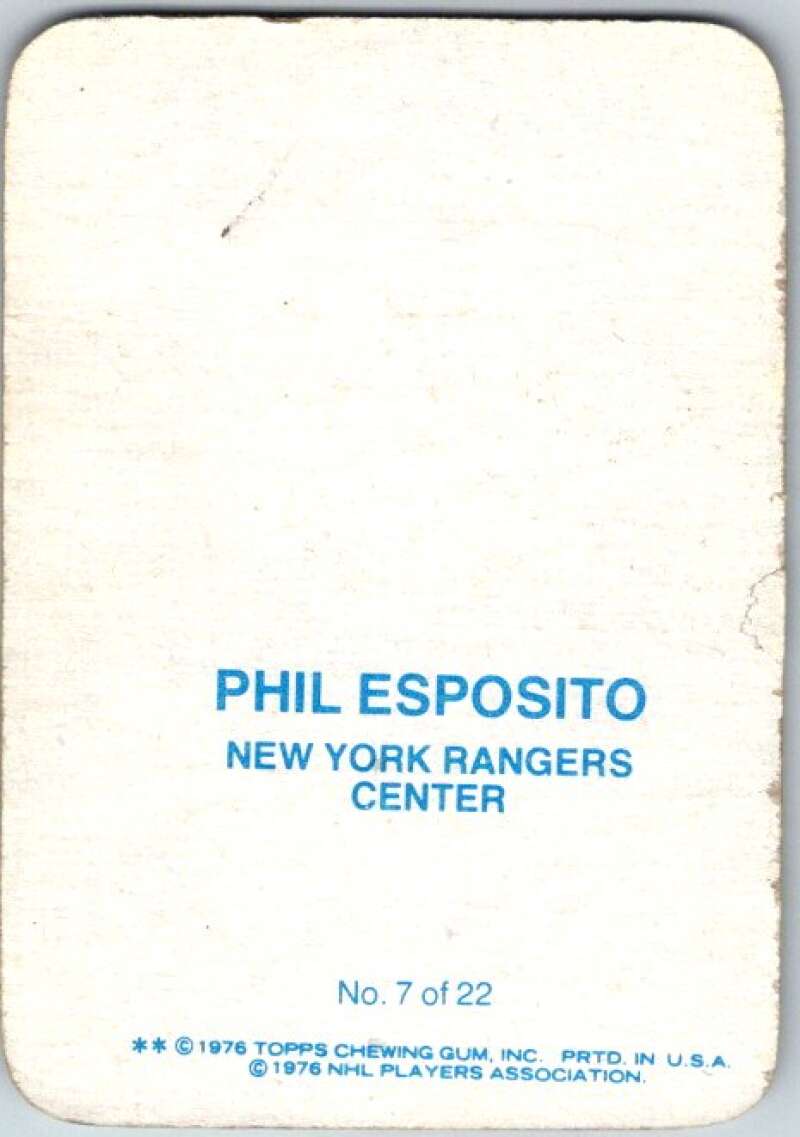 PHIL ESPOSITO
NEW YORK RANGERS
CENTER
No. 7 of 22
** ©1976 TOPPS CHEWING GUM, INC. PRTD. IN U.S.A.
©1976 NHL PLAYERS ASSOCIATION.